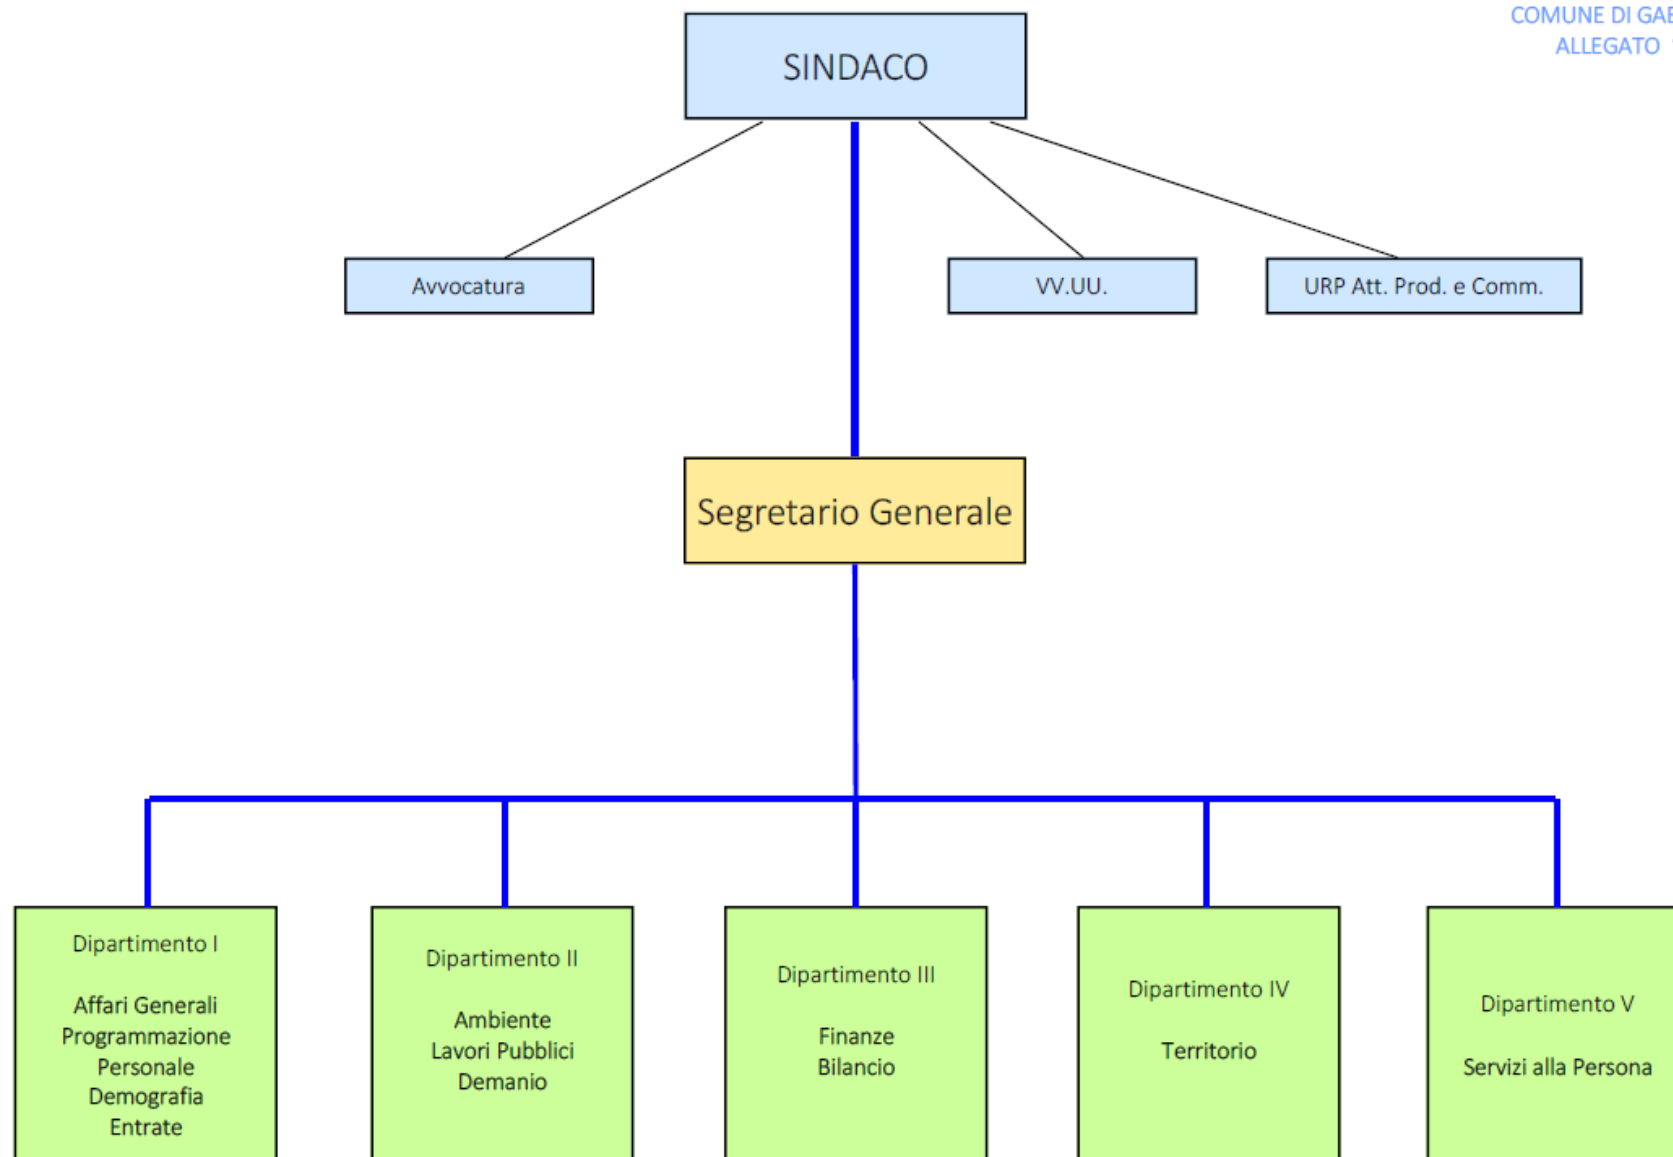 COMUNE DI
ALLEGATO
SINDACO
Avvocatura
VV.UU.
URP Att. Prod. e Comm.
Segretario Generale
Dipartimento I
Affari Generali
Programmazione
Personale
Demografia
Entrate
Dipartimento II
Ambiente
Lavori Pubblici
Demanio
Dipartimento III
Finanze
Bilancio
Dipartimento IV
Territorio
Dipartimento V
Servizi alla Persona